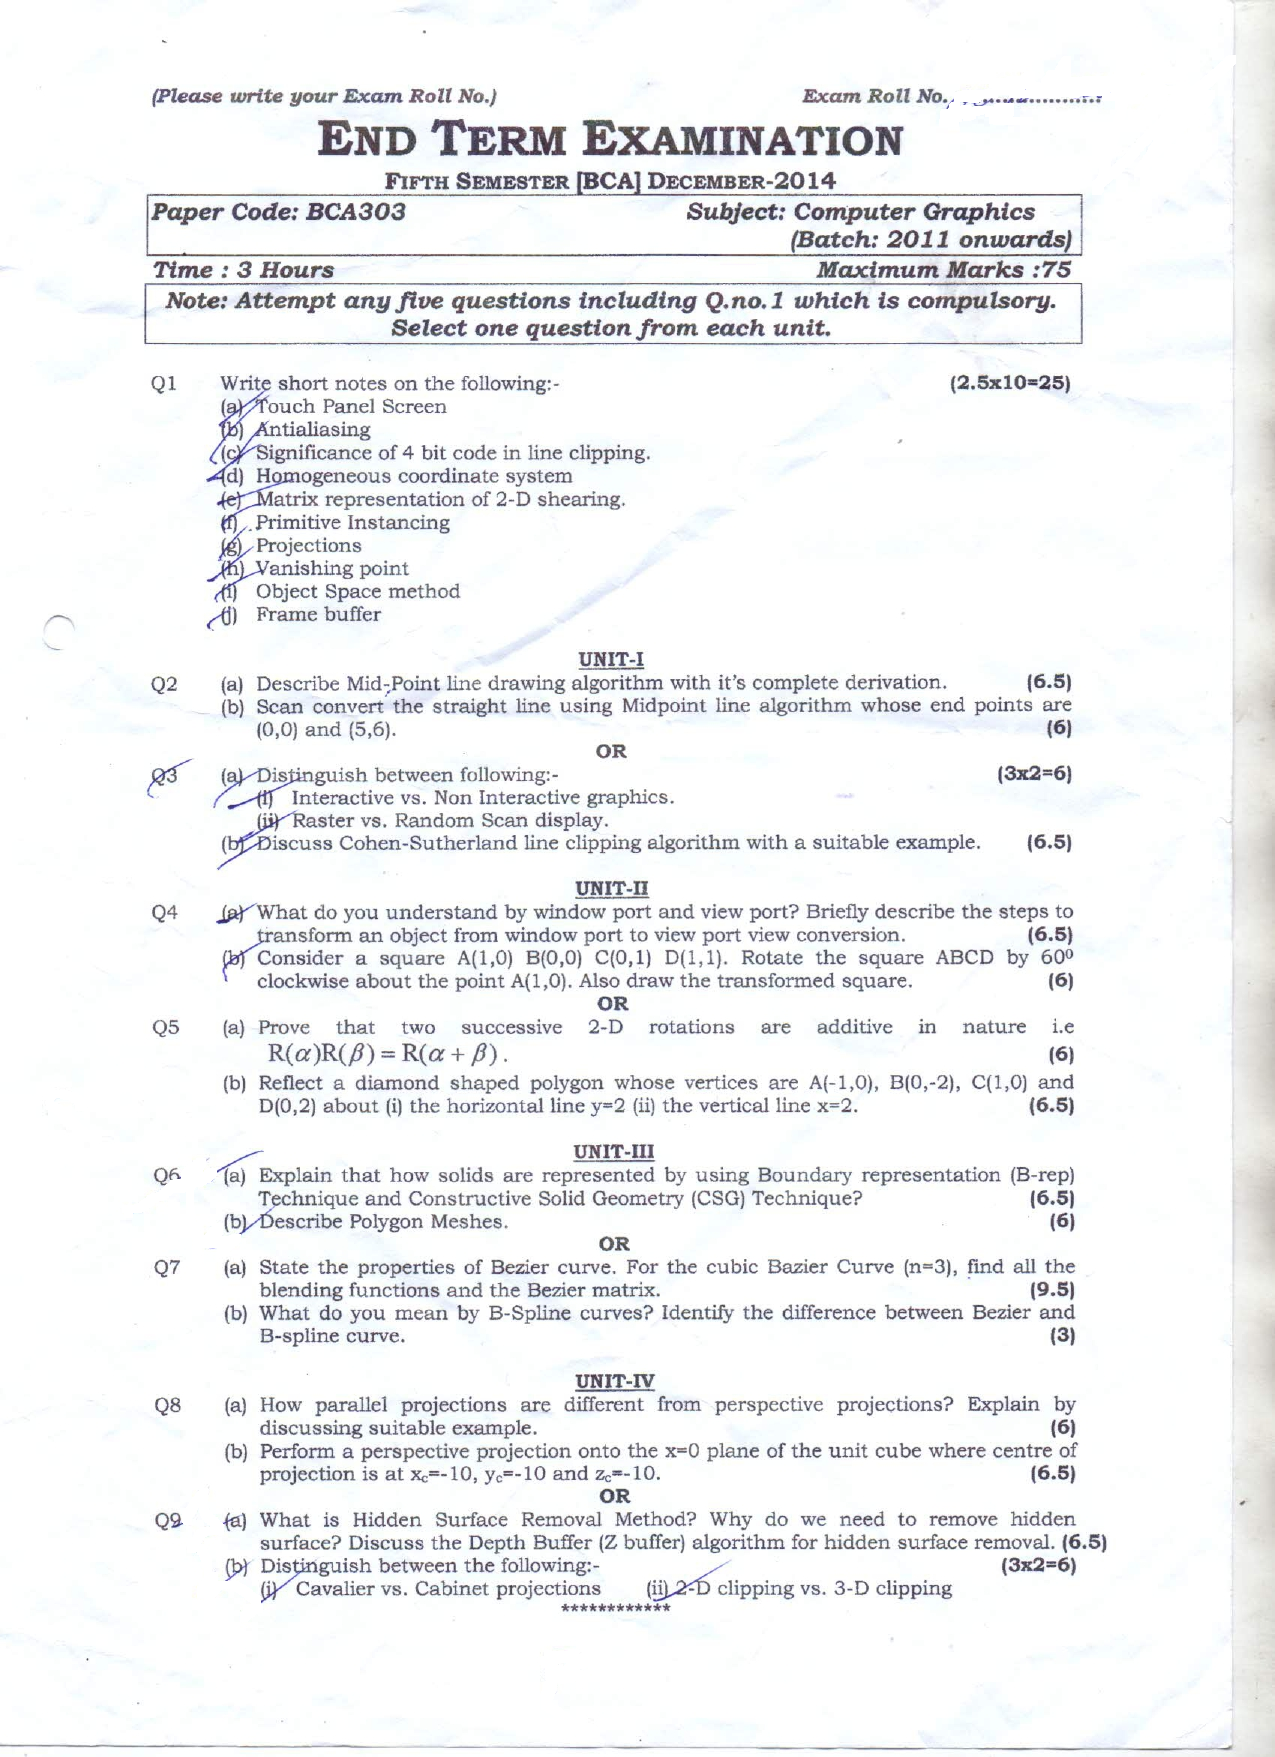 (Please write your Exam Roll No.) Exam Roll No.
END TERM EXAMINATION
FIFTH SEMESTER [BCA] DECEMBER-2014
Paper Code: BCA303 Subject: Computer Graphics
(Batch: 2011 onwards)
Time : 3 Hours Maximum Marks :75
Note: Attempt any five questions including Q.no.1 which is compulsory.
Select one question from each unit.
Q1 Write short notes on the following:- (2.5x10=25)
(a) Touch Panel Screen
(b) Antialiasing
(c) Significance of 4 bit code in line clipping.
(d) Homogeneous coordinate system
(e) Matrix representation of 2-D shearing.
(f) Primitive Instancing
(g) Projections
(h) Vanishing point
(i) Object Space method
(j) Frame buffer
UNIT-I
Q2 (a) Describe Mid-Point line drawing algorithm with it's complete derivation. (6.5)
(b) Scan convert the straight line using Midpoint line algorithm whose end points are
(0,0) and (5,6). (6)
OR
Q3 (a) Distinguish between following:- (3x2=6)
(i) Interactive vs. Non Interactive graphics.
(ii) Raster vs. Random Scan display.
(b) Discuss Cohen-Sutherland line clipping algorithm with a suitable example. (6.5)
UNIT-II
Q4 (a) What do you understand by window port and view port? Briefly describe the steps to
transform an object from window port to view port view conversion. (6.5)
(b) Consider a square A(1,0) B(0,0) C(0,1) D(1,1). Rotate the square ABCD by 60⁰
clockwise about the point A(1,0). Also draw the transformed square. (6)
OR
Q5 (a) Prove that two successive 2-D rotations are additive in nature i.e
R(α)R(β) = R(α + β). (6)
(b) Reflect a diamond shaped polygon whose vertices are A(-1,0), B(0,-2), C(1,0) and
D(0,2) about (i) the horizontal line y=2 (ii) the vertical line x=2. (6.5)
UNIT-III
Q6 (a) Explain that how solids are represented by using Boundary representation (B-rep)
Technique and Constructive Solid Geometry (CSG) Technique? (6.5)
(b) Describe Polygon Meshes. (6)
OR
Q7 (a) State the properties of Bezier curve. For the cubic Bazier Curve (n=3), find all the
blending functions and the Bezier matrix. (9.5)
(b) What do you mean by B-Spline curves? Identify the difference between Bezier and
B-spline curve. (3)
UNIT-IV
Q8 (a) How parallel projections are different from perspective projections? Explain by
discussing suitable example. (6)
(b) Perform a perspective projection onto the x=0 plane of the unit cube where centre of
projection is at xc=-10, yc=-10 and zc=-10. (6.5)
OR
Q9 (a) What is Hidden Surface Removal Method? Why do we need to remove hidden
surface? Discuss the Depth Buffer (Z buffer) algorithm for hidden surface removal. (6.5)
(b) Distinguish between the following:- (3x2=6)
(i) Cavalier vs. Cabinet projections (ii) 2-D clipping vs. 3-D clipping
************